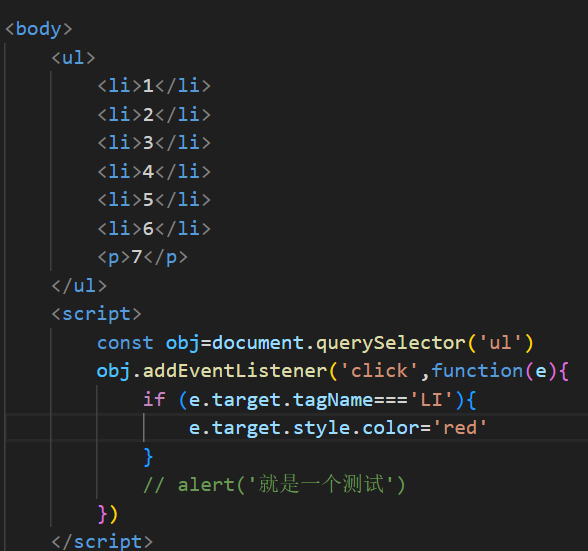 <body>
<ul>
<li>1</li>
<li>2</li>
<li>3</li>
<li>4</li>
<li>5</li>
<li>6</li>
<p>7</p>
</ul>
<script>
const obj=document.querySelector('ul')
obj.addEventListener('click',function(e){
if (e.target.tagName==='LI'){
e.target.style.color='red'
}
// alert('就是一个测试')
})
</script>